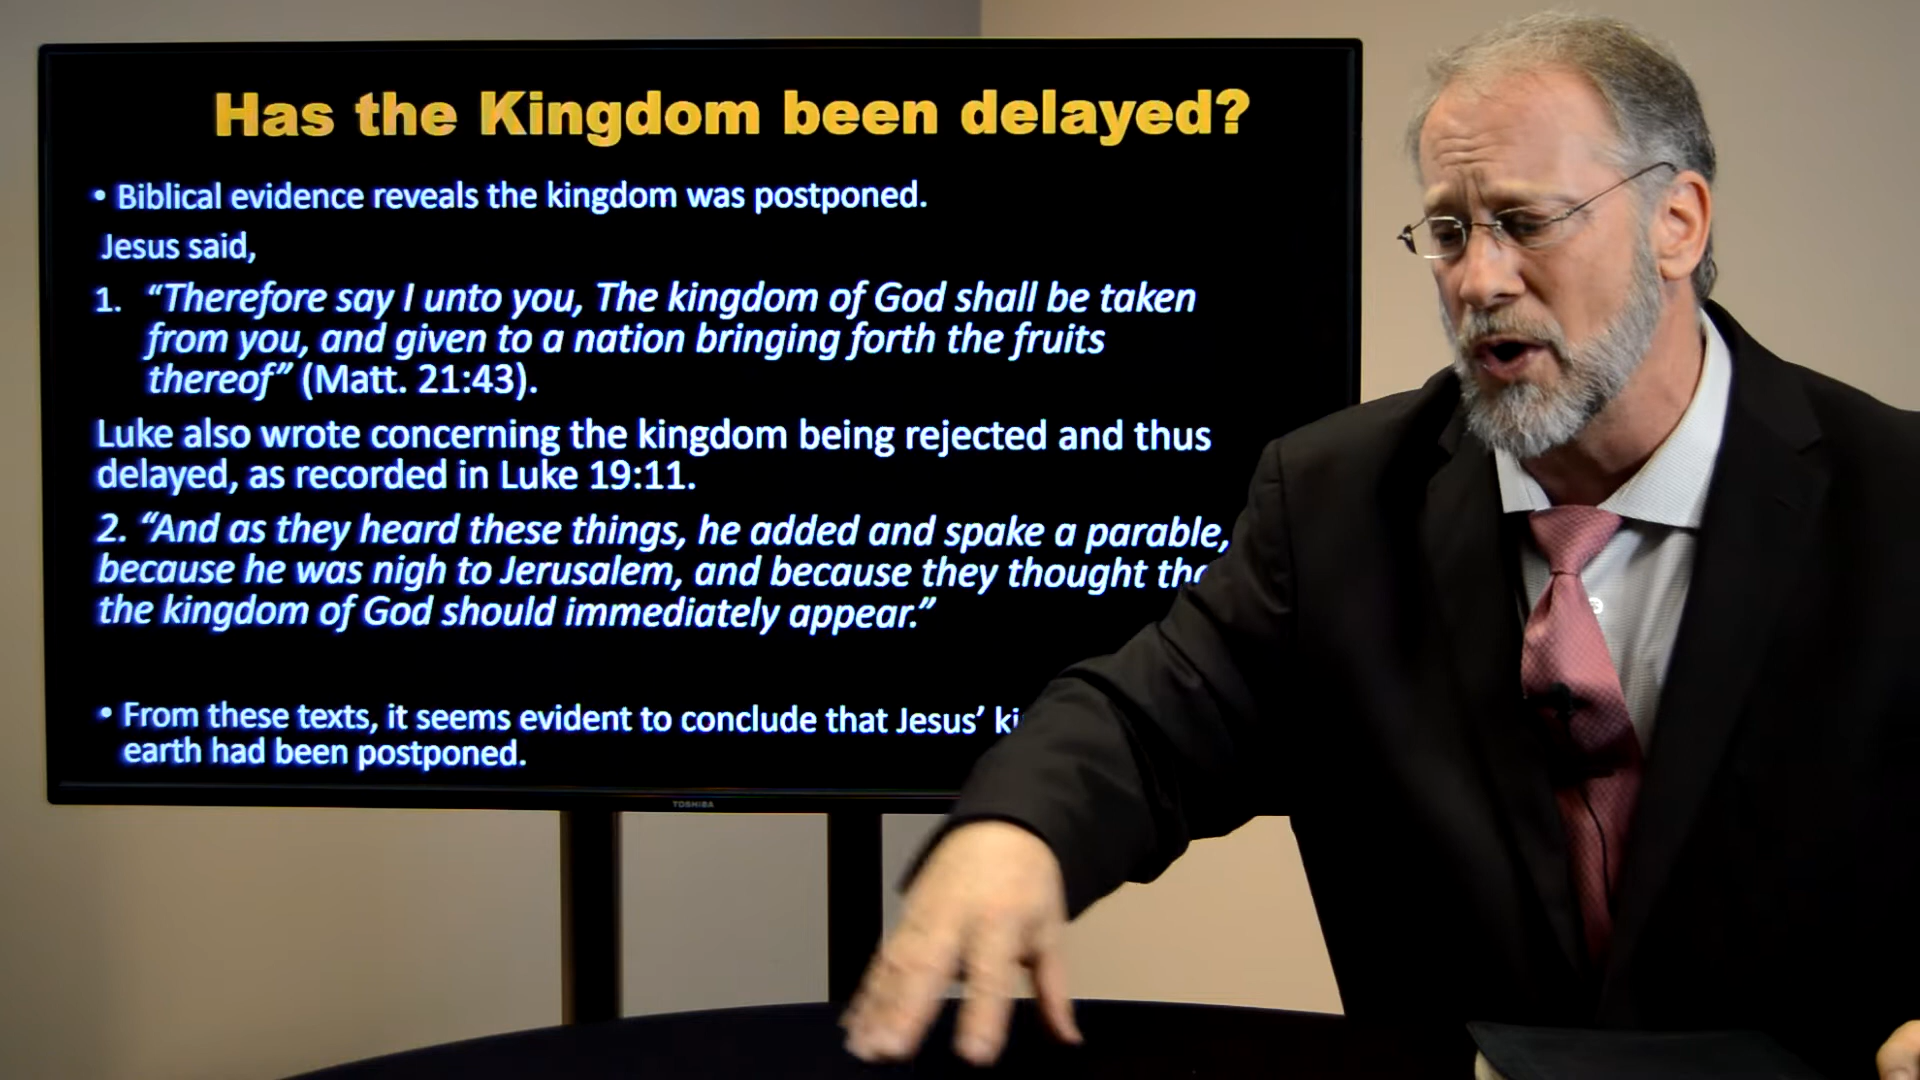 Has the Kingdom been delayed?
• Biblical evidence reveals the kingdom was postponed.
Jesus said,
1. “Therefore say I unto you, The kingdom of God shall be taken
from you, and given to a nation bringing forth the fruits
thereof” (Matt. 21:43).
Luke also wrote concerning the kingdom being rejected and thus
delayed, as recorded in Luke 19:11.
2. “And as they heard these things, he added and spake a parable,
because he was nigh to Jerusalem, and because they thought
the kingdom of God should immediately appear.”
• From these texts, it seems evident to conclude that Jesus’
earth had been postponed.
TOSHIBA